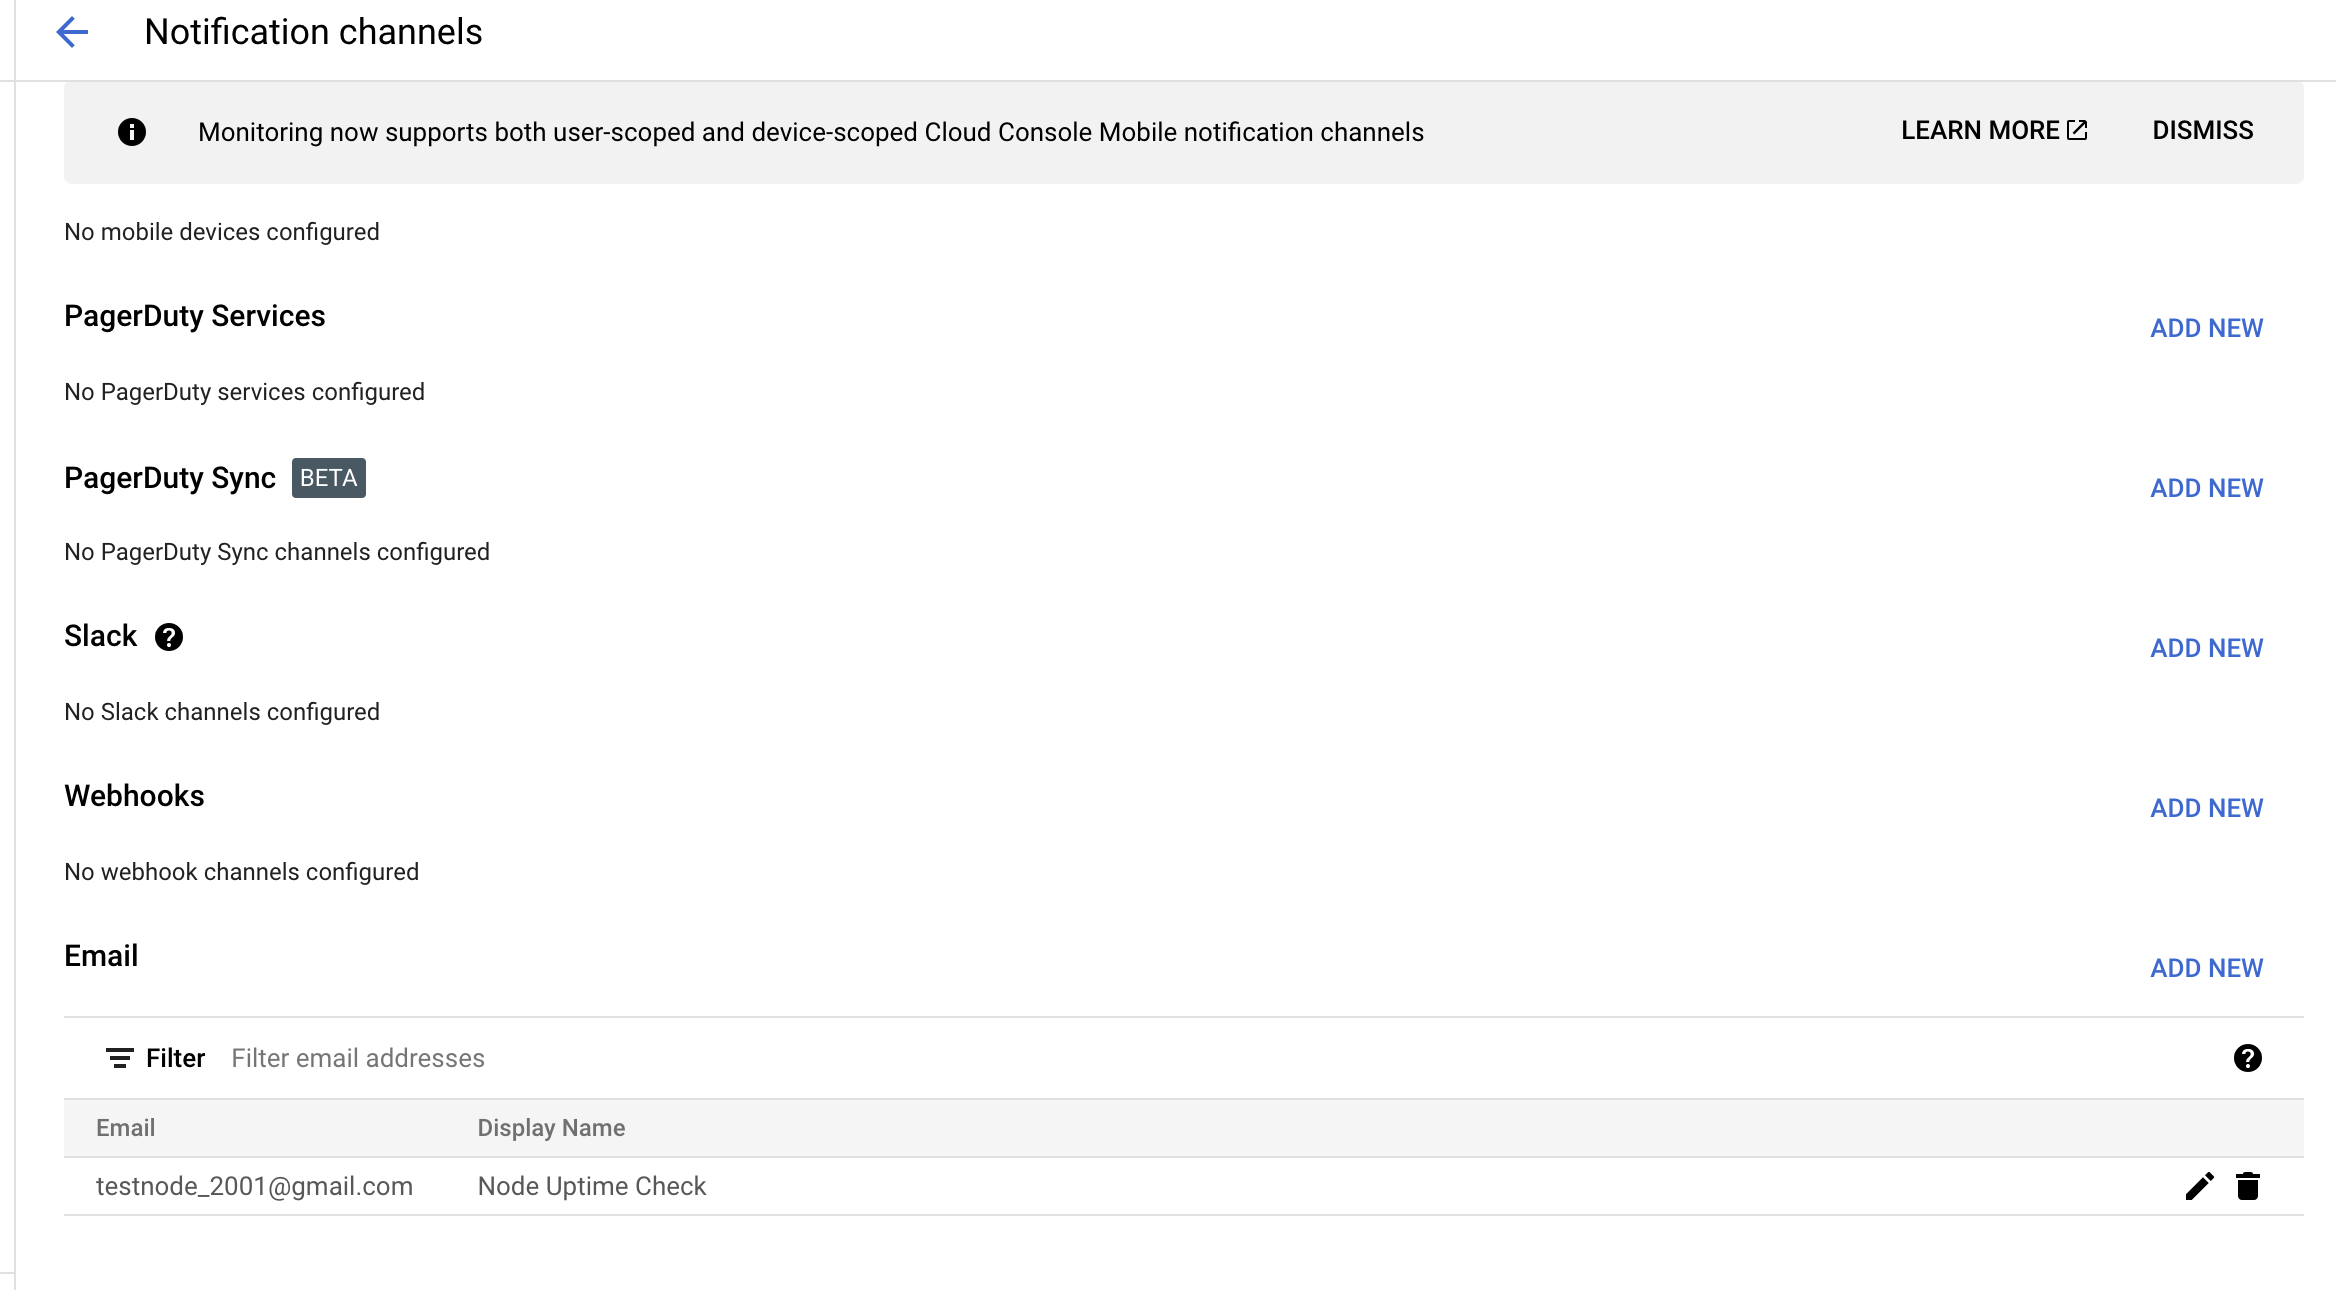 Notification channels
Monitoring now supports both user-scoped and device-scoped Cloud Console Mobile notification channels LEARN MORE DISMISS
No mobile devices configured
PagerDuty Services
ADD NEW
No PagerDuty services configured
PagerDuty Sync BETA
ADD NEW
No PagerDuty Sync channels configured
Slack
ADD NEW
No Slack channels configured
Webhooks
ADD NEW
No webhook channels configured
Email
ADD NEW
Filter Filter email addresses
Email Display Name
testnode_2001@gmail.com Node Uptime Check